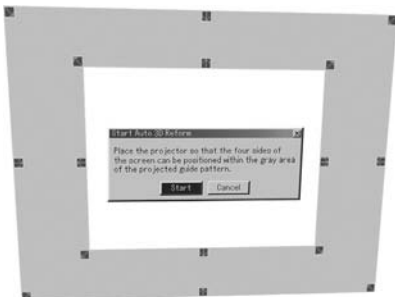 Start Auto 3D Reform
Place the projector so that the four sides of
the screen can be positioned within the gray area
of the projected guide pattern.
Start
Cancel